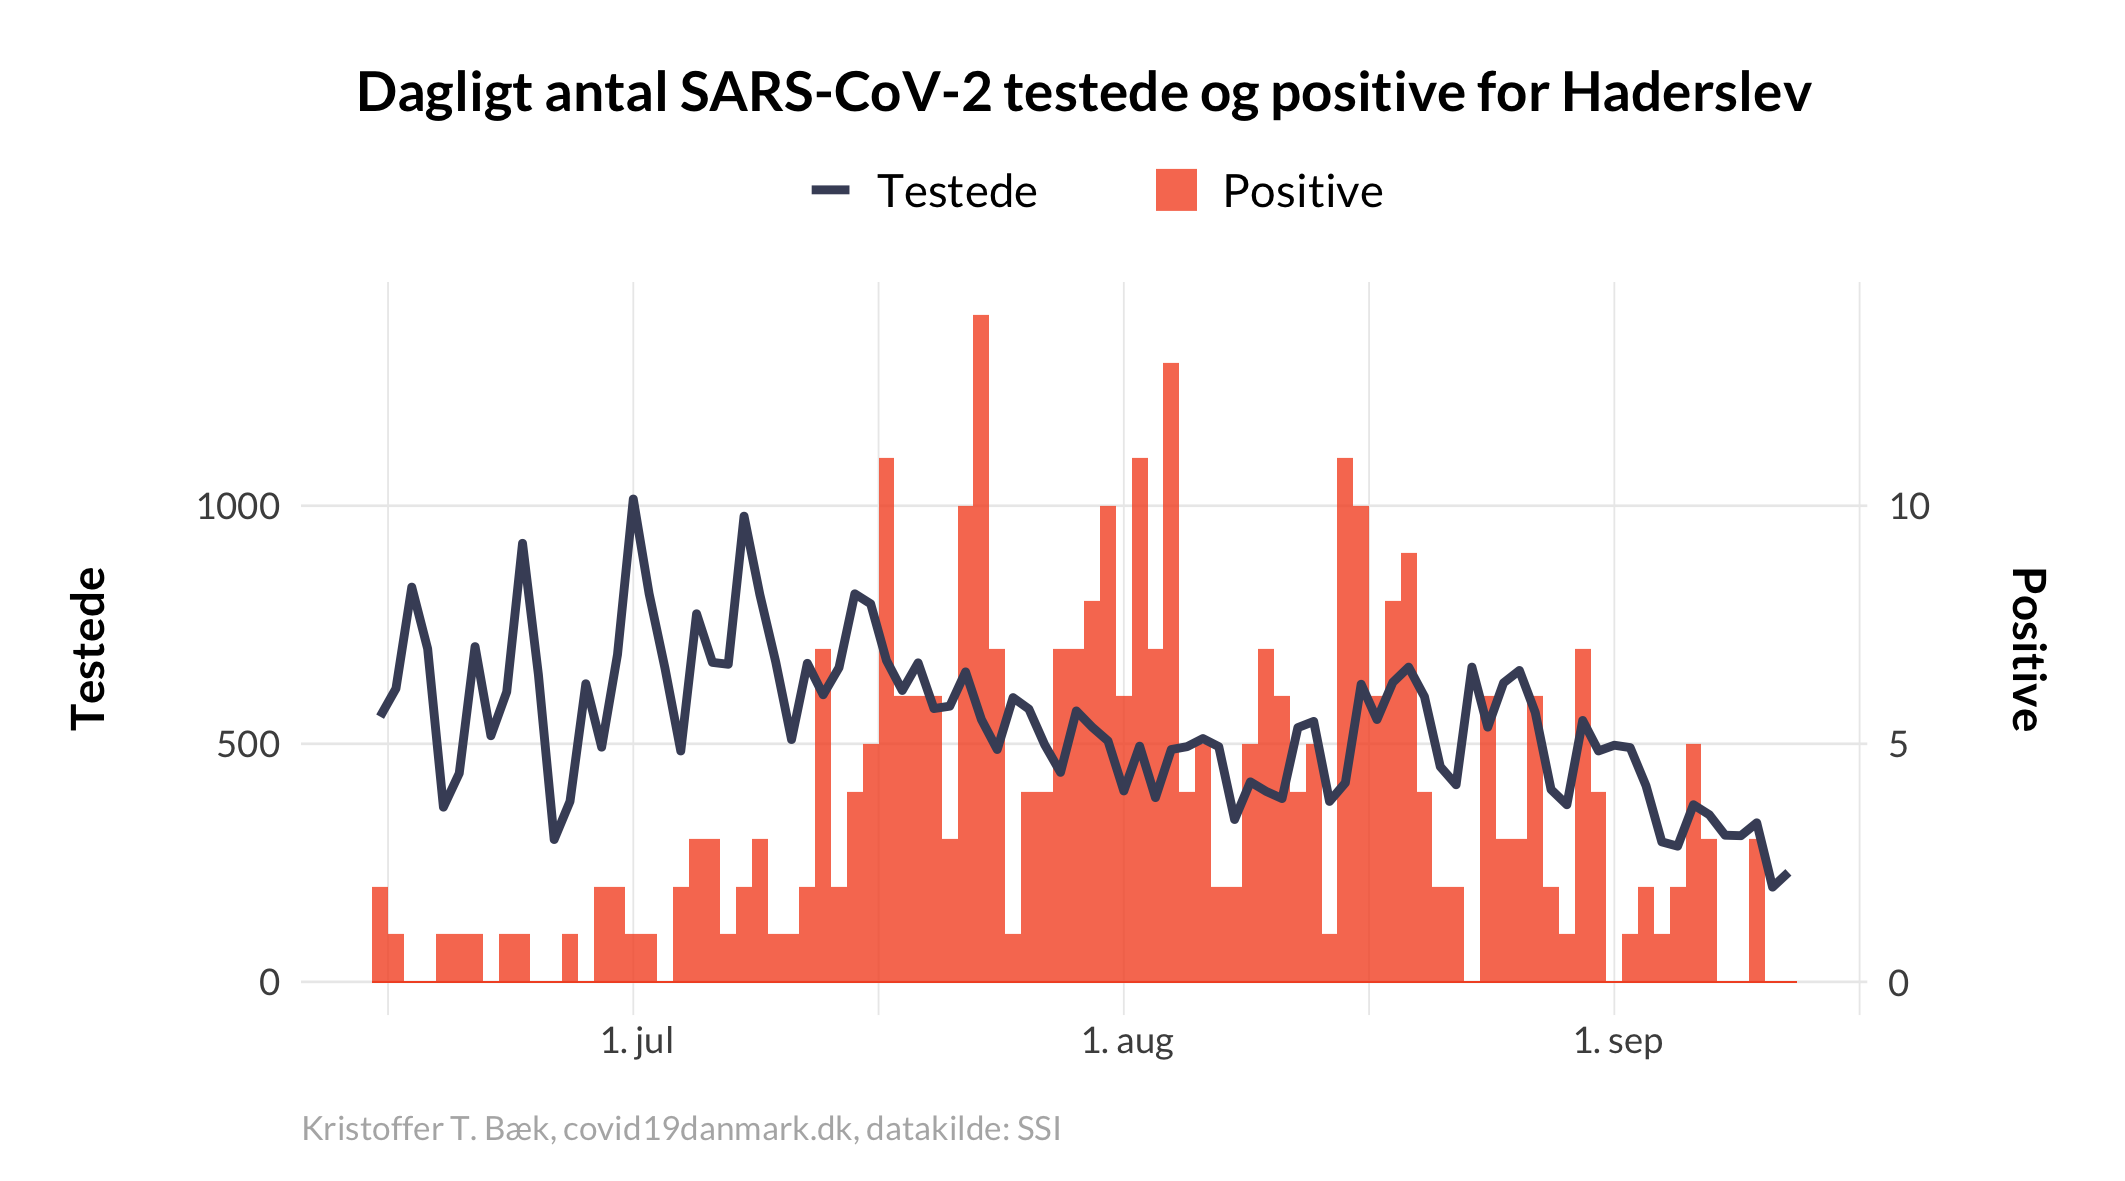 Dagligt antal SARS-CoV-2 testede og positive for Haderslev
Testede
Positive
Testede
1000
500
0
10
5
0
Positive
1. jul
1. aug
1. sep
Kristoffer T. Bæk, covid19danmark.dk, datakilde: SSI